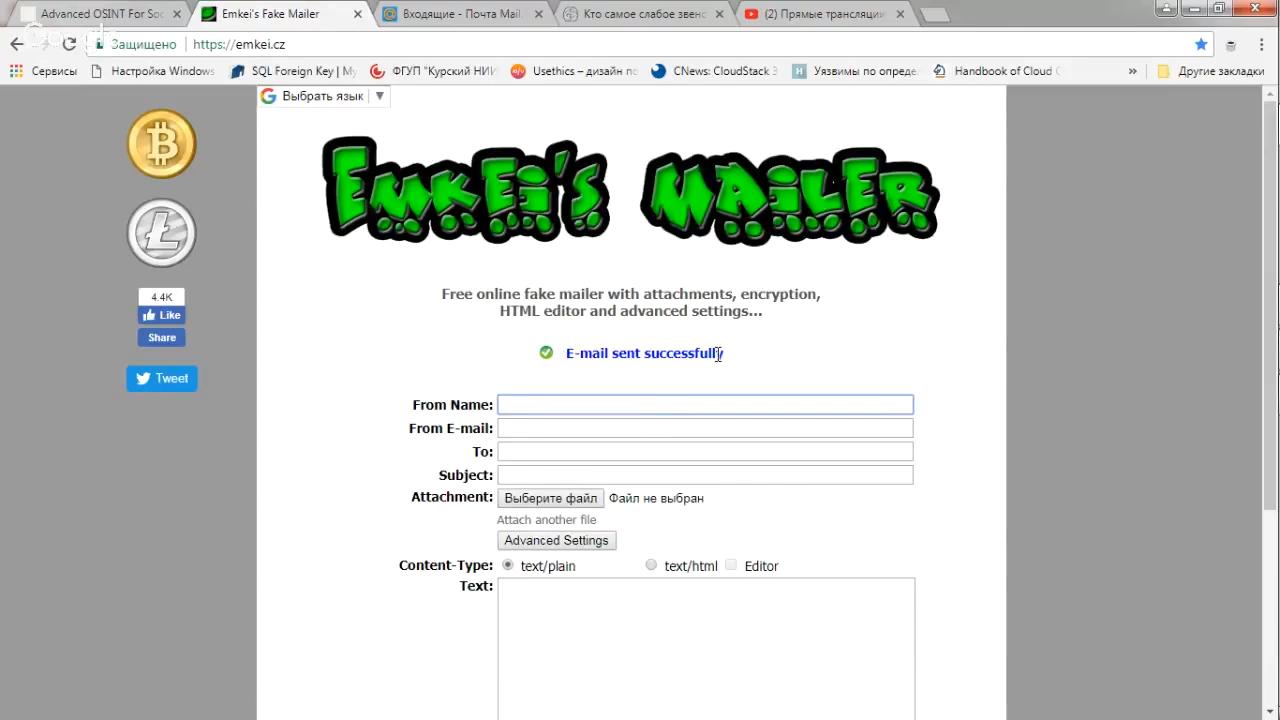 Advanced OSINT For Soc
Emkei's Fake Mailer
Входящие - Почта Mail.
Кто самое слабое звенс
(2) Прямые трансляции
Защищено
https://emkei.cz
Сервисы
Настройка Windows
SQL Foreign Key | My
ФГУП "Курский НИИ
Usethics – дизайн по
CNews: CloudStack 3
Уязвимы по опреде
Handbook of Cloud C
»
Другие закладки
Выбрать язык ▼
EMKEI'S MAILER
Free online fake mailer with attachments, encryption,
HTML editor and advanced settings...
E-mail sent successfully
4.4K
Like
Share
Tweet
From Name:
From E-mail:
To:
Subject:
Attachment: Выберите файл Файл не выбран
Attach another file
Advanced Settings
Content-Type: text/plain text/html Editor
Text: